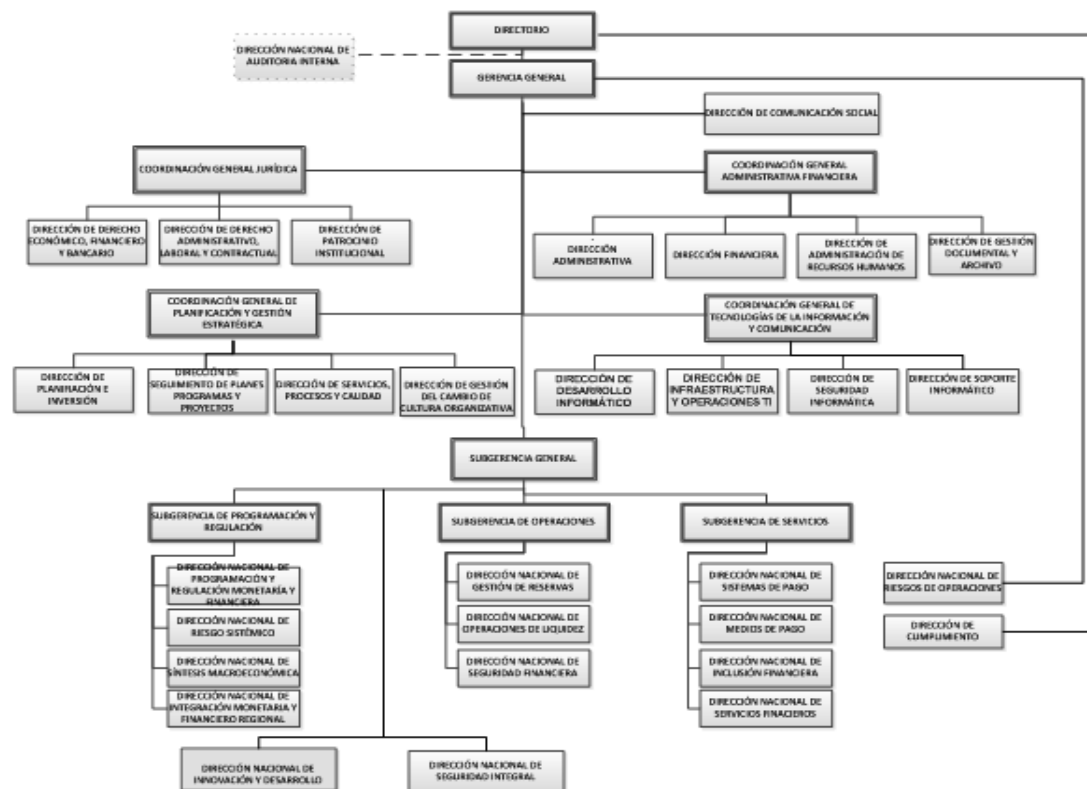 DIRECTORIO
DIRECCIÓN NACIONAL DE
AUDITORIA INTERNA
GERENCIA GENERAL
DIRECCIÓN DE COMUNICACIÓN SOCIAL
COORDINACIÓN GENERAL JURÍDICA
COORDINACIÓN GENERAL
ADMINISTRATIVA FINANCIERA
DIRECCIÓN DE DERECHO
ECONÓMICO, FINANCIERO
Y BANCARIO
DIRECCIÓN DE DERECHO
ADMINISTRATIVO,
LABORAL Y CONTRACTUAL
DIRECCIÓN DE
PATROCINIO
INSTITUCIONAL
DIRECCIÓN
ADMINISTRATIVA
DIRECCIÓN FINANCIERA
DIRECCIÓN DE
ADMINISTRACIÓN DE
RECURSOS HUMANOS
DIRECCIÓN DE GESTIÓN
DOCUMENTAL Y
ARCHIVO
COORDINACIÓN GENERAL DE
PLANIFICACIÓN Y GESTIÓN
ESTRATÉGICA
COORDINACIÓN GENERAL DE
TECNOLOGÍAS DE LA INFORMACIÓN
Y COMUNICACIÓN
DIRECCIÓN DE
PLANIFICACIÓN E
INVERSIÓN
DIRECCIÓN DE
SEGUIMIENTO DE PLANES
PROGRAMAS Y
PROYECTOS
DIRECCIÓN DE SERVICIOS,
PROCESOS Y CALIDAD
DIRECCIÓN DE GESTIÓN
DEL CAMBIO DE
CULTURA ORGANIZATIVA
DIRECCIÓN DE
DESARROLLO
INFORMÁTICO
DIRECCIÓN DE
INFRAESTRUCTURA
Y OPERACIONES TI
DIRECCIÓN DE
SEGURIDAD
INFORMÁTICA
DIRECCIÓN DE SOPORTE
INFORMÁTICO
SUBGERENCIA GENERAL
SUBGERENCIA DE PROGRAMACIÓN Y
REGULACIÓN
SUBGERENCIA DE OPERACIONES
SUBGERENCIA DE SERVICIOS
DIRECCIÓN NACIONAL DE
PROGRAMACIÓN Y
REGULACIÓN MONETARÍA Y
FINANCIERA
DIRECCIÓN NACIONAL DE
RIESGO SISTÉMICO
DIRECCIÓN NACIONAL DE
SÍNTESIS MACROECONÓMICA
DIRECCIÓN NACIONAL DE
INTEGRACIÓN MONETARIA Y
FINANCIERO REGIONAL
DIRECCIÓN NACIONAL DE
GESTIÓN DE RESERVAS
DIRECCIÓN NACIONAL DE
OPERACIONES DE LIQUIDEZ
DIRECCIÓN NACIONAL DE
SEGURIDAD FINANCIERA
DIRECCIÓN NACIONAL DE
SISTEMAS DE PAGO
DIRECCIÓN NACIONAL DE
MEDIOS DE PAGO
DIRECCIÓN NACIONAL DE
INCLUSIÓN FINANCIERA
DIRECCIÓN NACIONAL DE
SERVICIOS FINACIEROS
DIRECCIÓN NACIONAL DE
RIESGOS DE OPERACIONES
DIRECCIÓN DE
CUMPLIMIENTO
DIRECCIÓN NACIONAL DE
INNOVACIÓN Y DESARROLLO
DIRECCIÓN NACIONAL DE
SEGURIDAD INTEGRAL